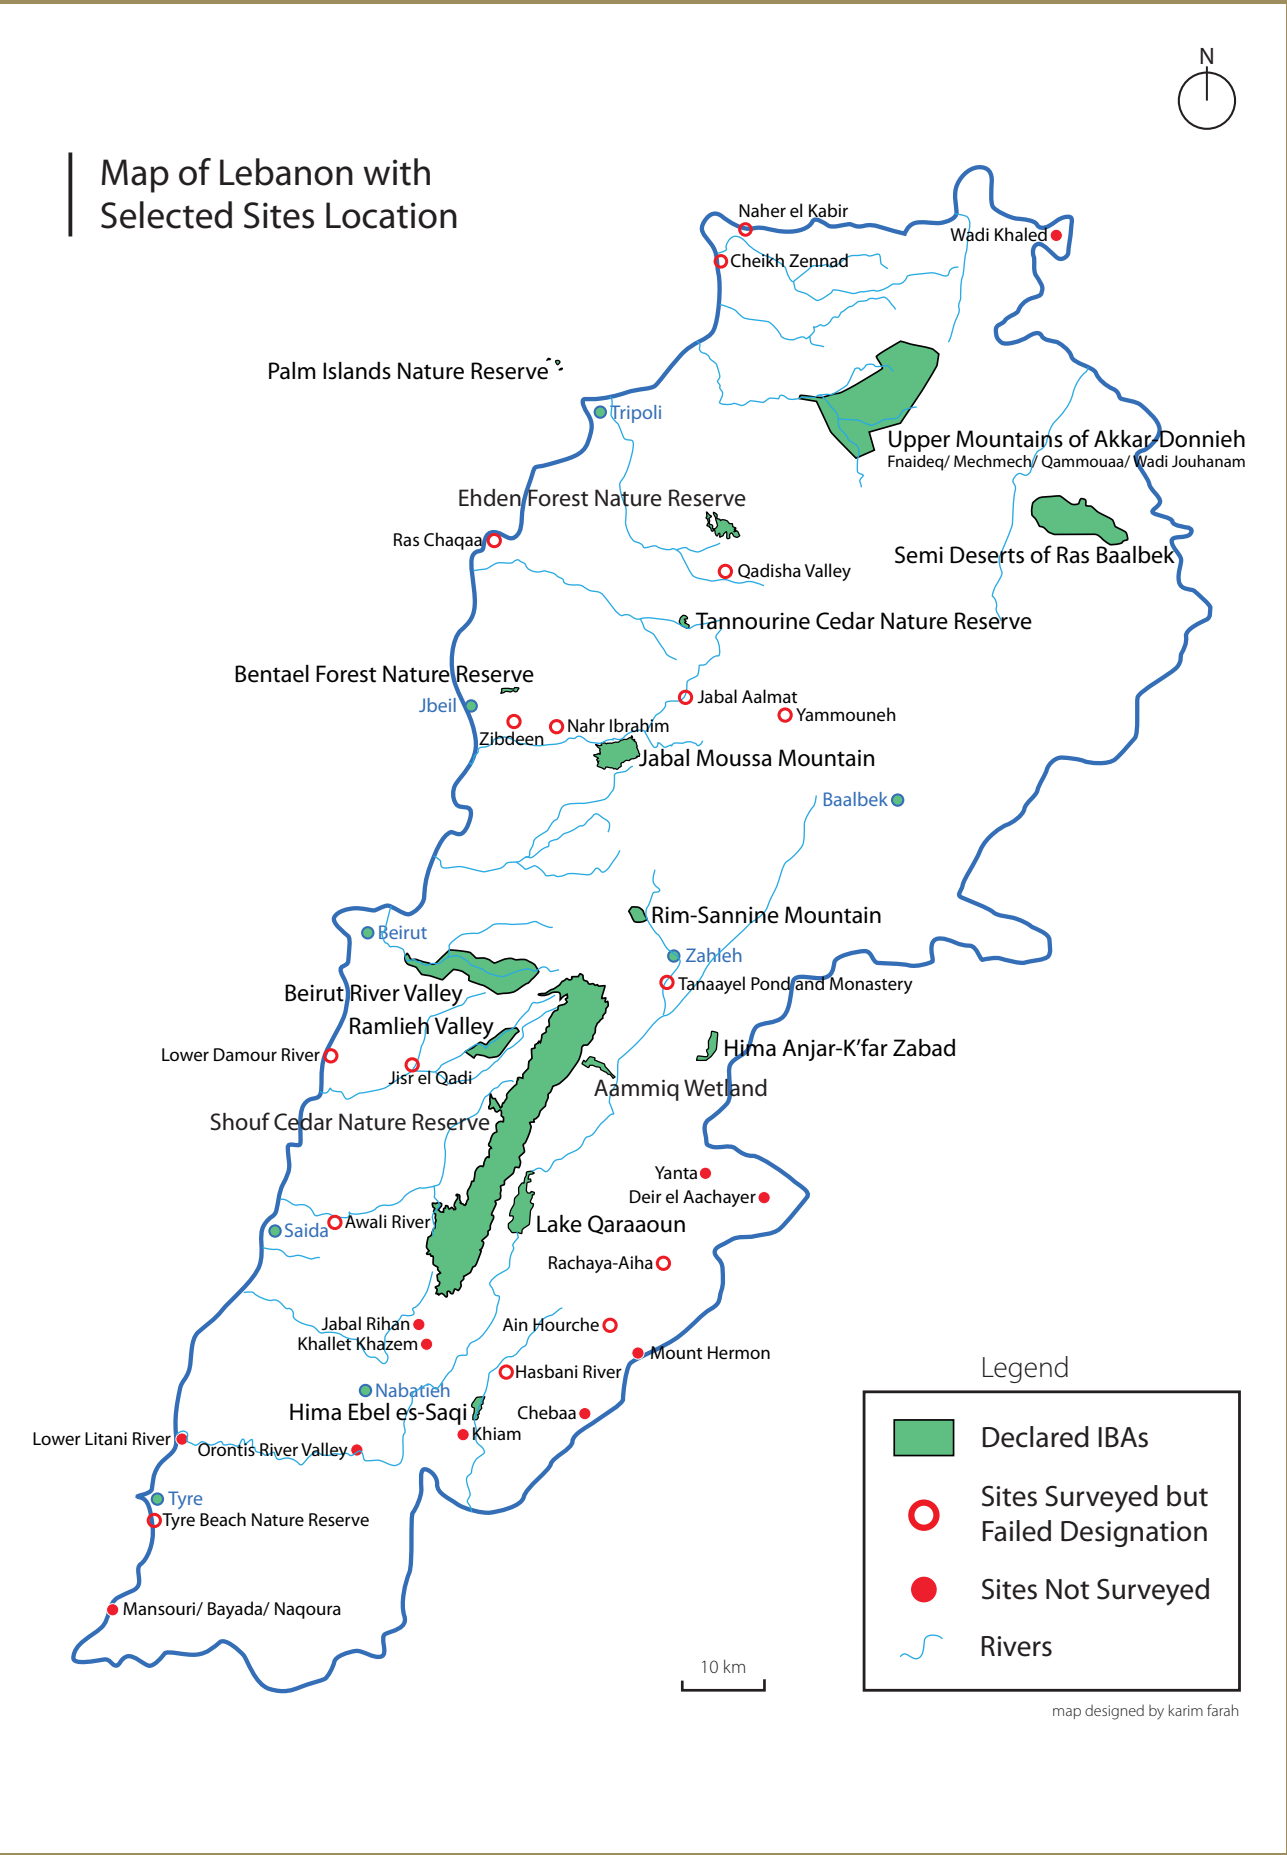 N
Map of Lebanon with
Selected Sites Location
Naher el Kabir
Wadi Khaled
Cheikh Zennad
Palm Islands Nature Reserve
Tripoli
Upper Mountains of Akkar-Donnieh
Fnaideq/ Mechmech/ Qammouaa/ Wadi Jouhanam
Ehden Forest Nature Reserve
Ras Chaqaa
Semi Deserts of Ras Baalbek
Qadisha Valley
Tannourine Cedar Nature Reserve
Bentael Forest Nature Reserve
Jbeil
Jabal Aalmat
Yammouneh
Nahr Ibrahim
Zibdeen
Jabal Moussa Mountain
Baalbek
Rim-Sannine Mountain
Beirut
Zahleh
Tanaayel Pond and Monastery
Beirut River Valley
Ramlieh Valley
Hima Anjar-K'far Zabad
Lower Damour River
Jisr el Qadi
Aammiq Wetland
Shouf Cedar Nature Reserve
Yanta
Deir el Aachayer
Awali River
Lake Qaraaoun
Saida
Rachaya-Aiha
Jabal Rihan
Ain Hourche
Khallet Khazem
Mount Hermon
Hasbani River
Nabatieh
Hima Ebel es-Saqi
Chebaa
Khiam
Lower Litani River
Orontis River Valley
Tyre
Tyre Beach Nature Reserve
Mansouri/ Bayada/ Naqoura
10 km
Legend
Declared IBAs
Sites Surveyed but
Failed Designation
Sites Not Surveyed
Rivers
map designed by karim farah